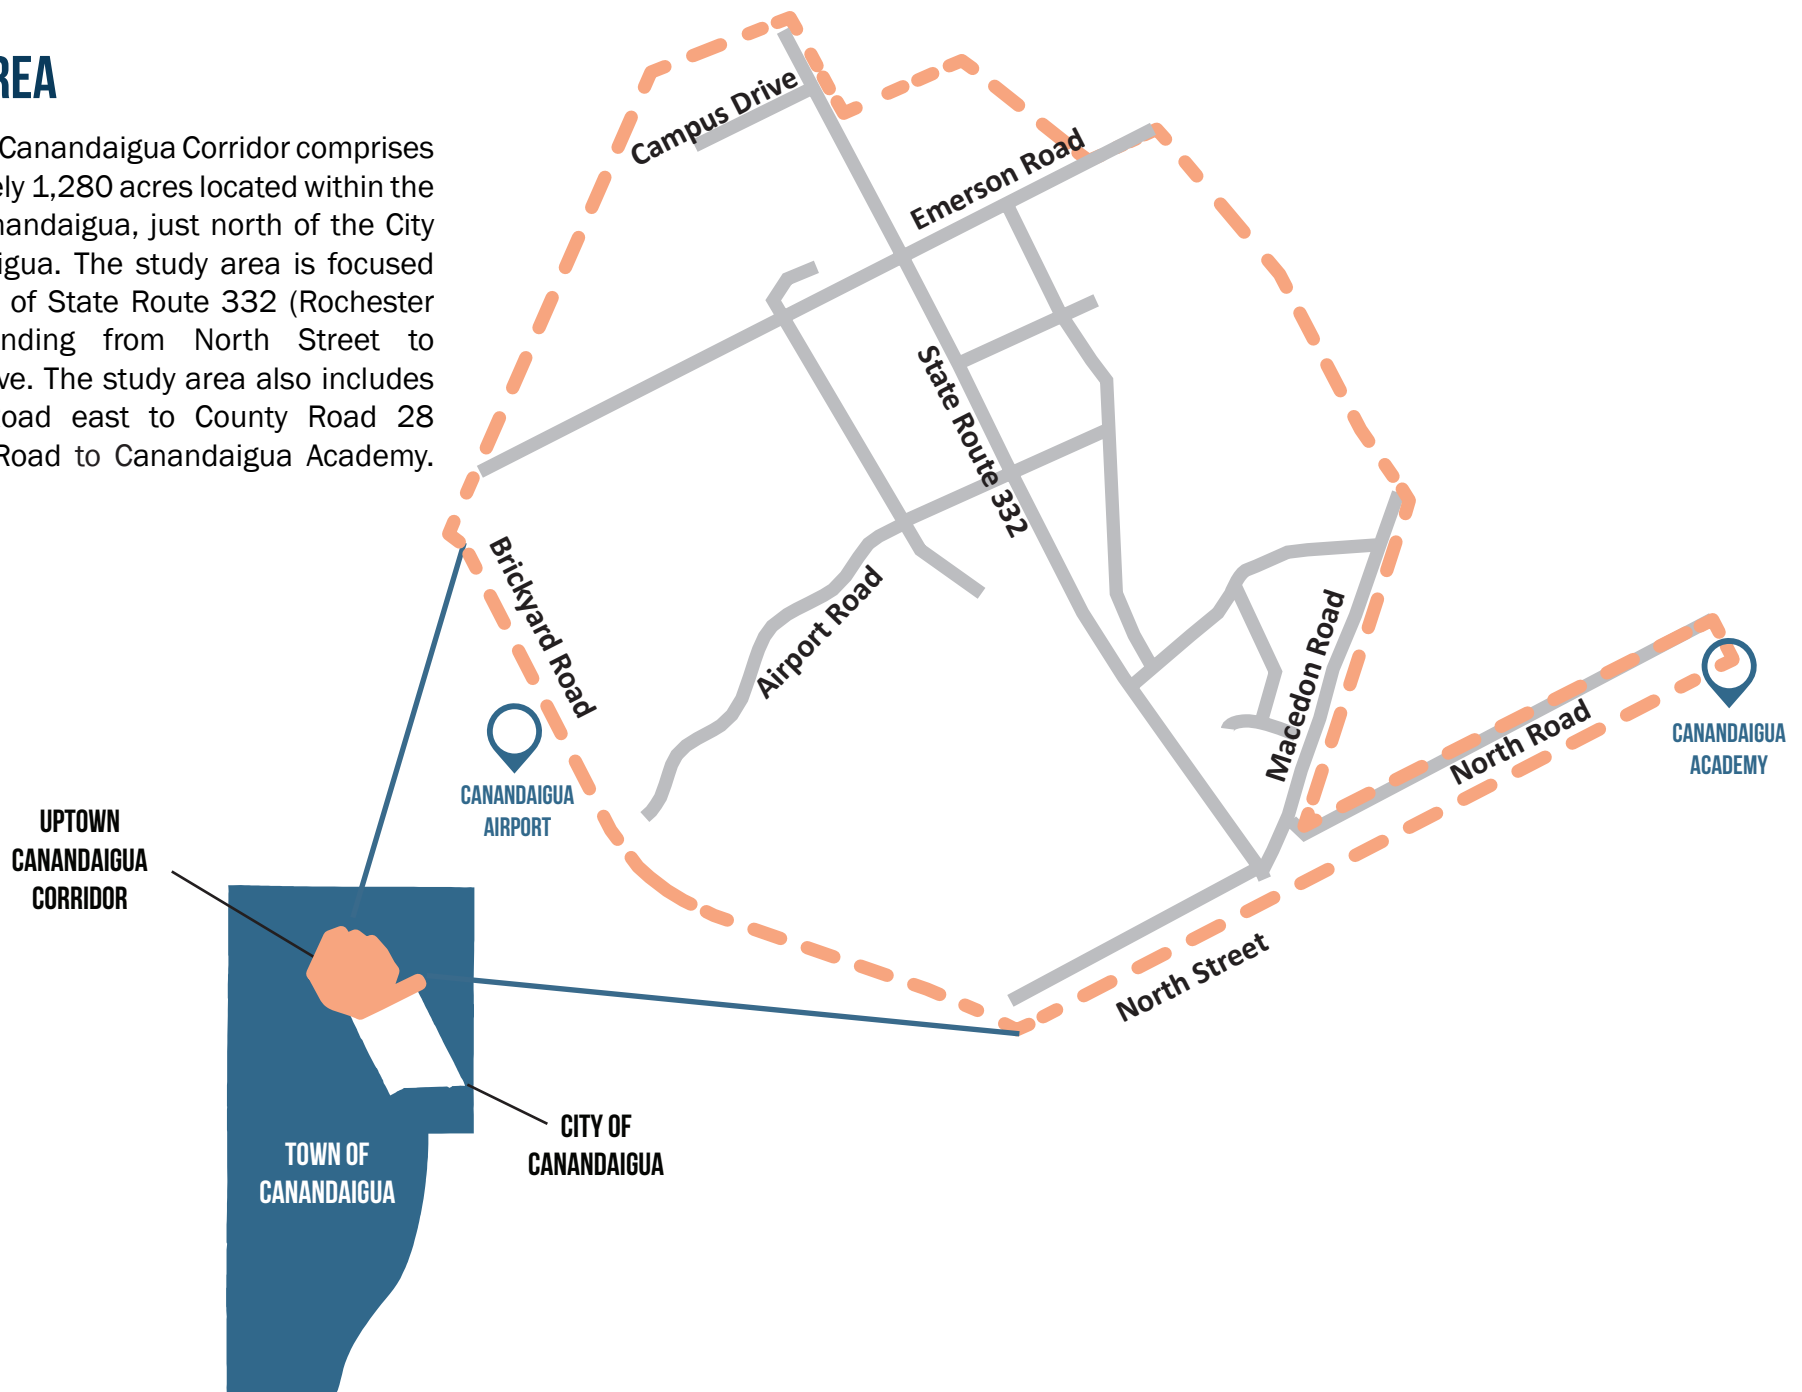 REA
Canandaigua Corridor comprises
ely 1,280 acres located within the
nandaigua, just north of the City
igua. The study area is focused
of State Route 332 (Rochester
nding from North Street to
ve. The study area also includes
oad east to County Road 28
Road to Canandaigua Academy.
Campus Drive
Emerson Road
State Route 332
Brickyard Road
Airport Road
Macedon Road
North Road
North Street
CANANDAIGUA
AIRPORT
CANANDAIGUA
ACADEMY
UPTOWN
CANANDAIGUA
CORRIDOR
CITY OF
CANANDAIGUA
TOWN OF
CANANDAIGUA